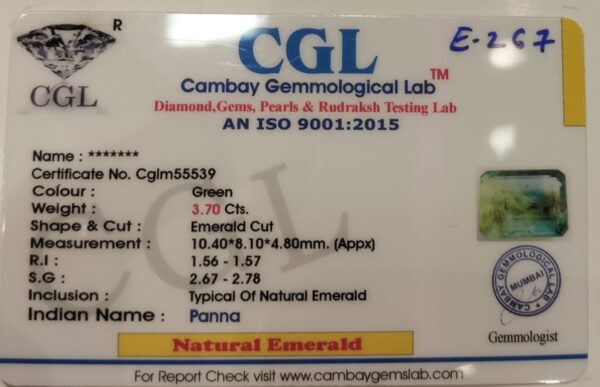 R
CGL
CGL
E-267
Cambay Gemmological Lab TM
Diamond,Gems, Pearls & Rudraksh Testing Lab
AN ISO 9001:2015
Name : *******
Certificate No. Cglm55539
Colour : Green
Weight : 3.70 Cts.
Shape & Cut : Emerald Cut
Measurement : 10.40*8.10*4.80mm. (Appx)
R.I : 1.56 - 1.57
S.G : 2.67 - 2.78
Inclusion : Typical Of Natural Emerald
Indian Name : Panna
CGL
CAMBAY GEMMOLOGICAL LAB
MUMBAI
Gemmologist
Natural Emerald
For Report Check visit www.cambaygemslab.com